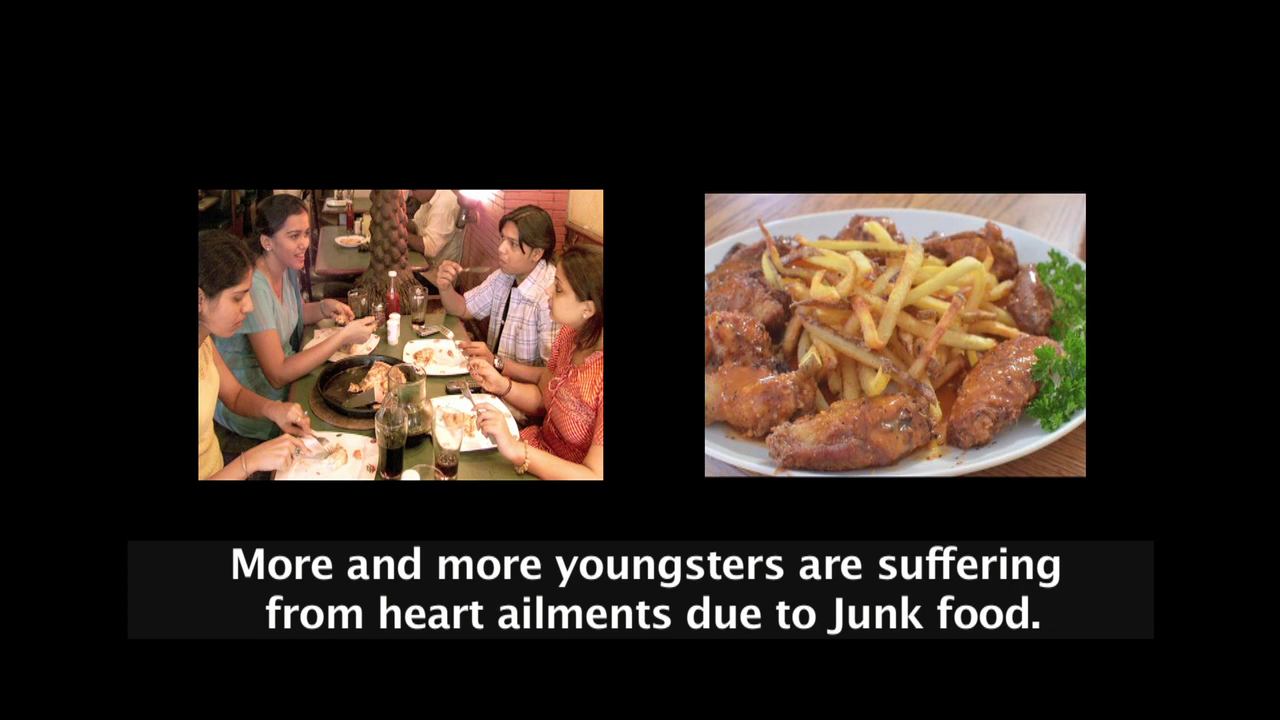 More and more youngsters are suffering
from heart ailments due to Junk food.